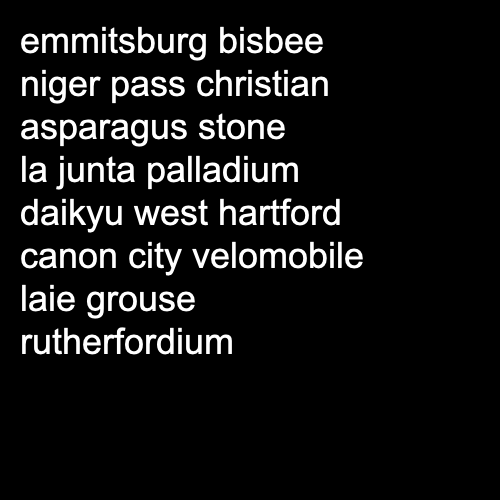 emmitsburg bisbee
niger pass christian
asparagus stone
la junta palladium
daikyu west hartford
canon city velomobile
laie grouse
rutherfordium